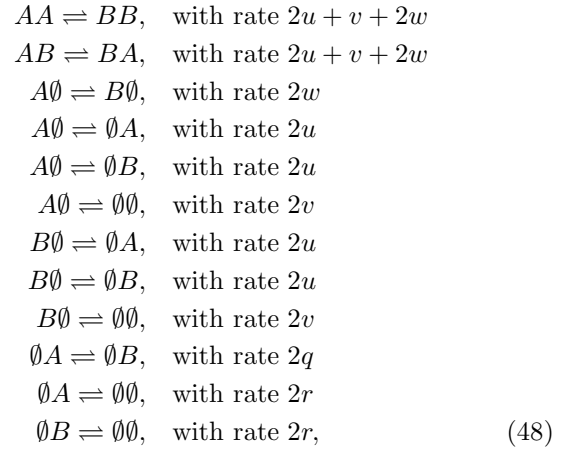 AA ⇌ BB, with rate 2u + v + 2w
AB ⇌ BA, with rate 2u + v + 2w
A∅ ⇌ B∅, with rate 2w
A∅ ⇌ ∅A, with rate 2u
A∅ ⇌ ∅B, with rate 2u
A∅ ⇌ ∅∅, with rate 2v
B∅ ⇌ ∅A, with rate 2u
B∅ ⇌ ∅B, with rate 2u
B∅ ⇌ ∅∅, with rate 2v
∅A ⇌ ∅B, with rate 2q
∅A ⇌ ∅∅, with rate 2r
∅B ⇌ ∅∅, with rate 2r, (48)